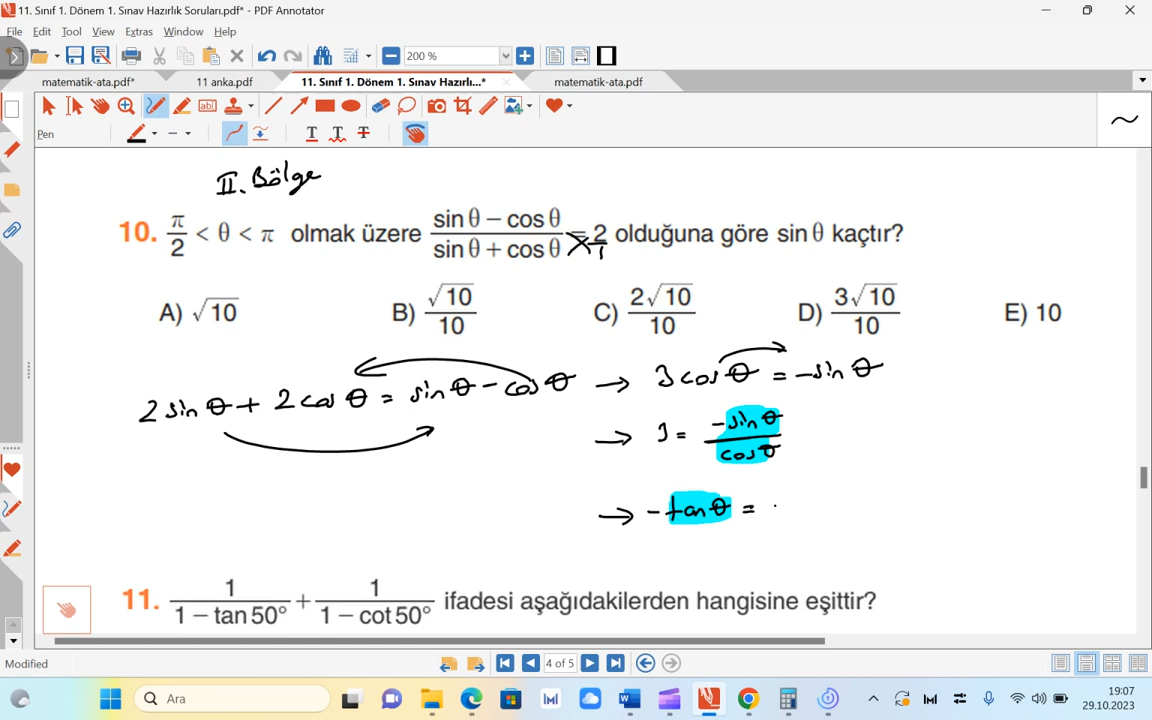 11. Sınıf 1. Dönem 1. Sınav Hazırlık Soruları.pdf* - PDF Annotator
File Edit Tool View Extras Window Help
200 %
matematik-ata.pdf* 11 anka.pdf 11. Sınıf 1. Dönem 1. Sınav Hazırlı...* matematik-ata.pdf
Pen
II. Bölge
10. π/2 < θ < π olmak üzere (sin θ − cos θ)/(sin θ + cos θ) = 2/1 olduğuna göre sin θ kaçtır?
A) √10 B) √10/10 C) 2√10/10 D) 3√10/10 E) 10
2 sin θ + 2 cos θ = sin θ − cos θ → 3 cos θ = −sin θ
→ 3 = −sin θ/cos θ
→ − tan θ =
11. 1/(1 − tan 50°) + 1/(1 − cot 50°) ifadesi aşağıdakilerden hangisine eşittir?
4 of 5
Modified
Ara
19:07
29.10.2023